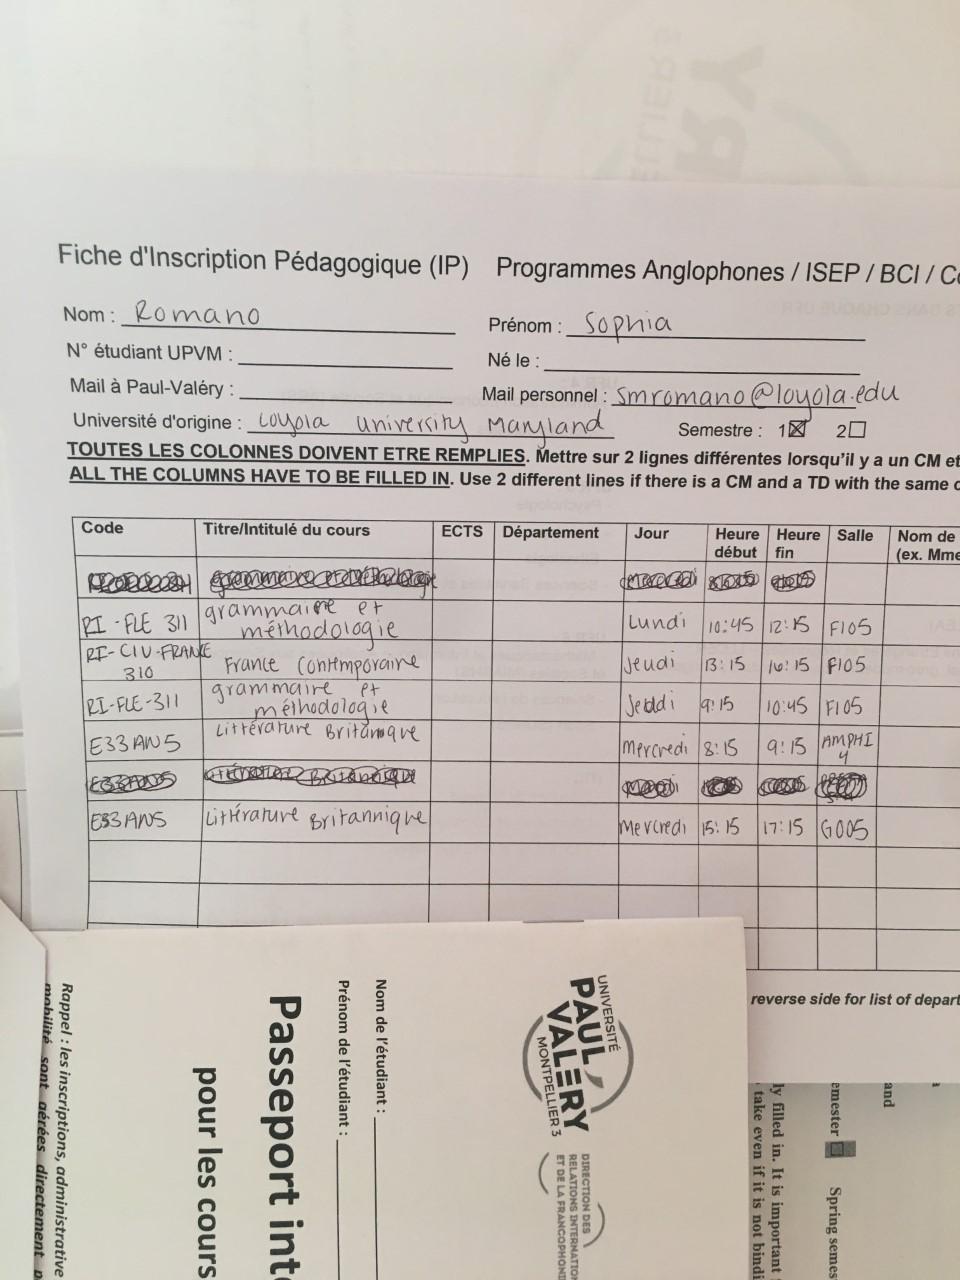 Fiche d'Inscription Pédagogique (IP) Programmes Anglophones / ISEP / BCI /
Nom : Romano Prénom : Sophia
N° étudiant UPVM : Né le :
Mail à Paul-Valéry : Mail personnel : smromano@loyola.edu
Université d'origine : Loyola University Maryland Semestre : 1☒ 2☐
TOUTES LES COLONNES DOIVENT ETRE REMPLIES. Mettre sur 2 lignes différentes lorsqu'il y a un CM et
ALL THE COLUMNS HAVE TO BE FILLED IN. Use 2 different lines if there is a CM and a TD with the same
Code Titre/Intitulé du cours ECTS Département Jour Heure début Heure fin Salle Nom de
(ex. Mme
RI-FLE 311 grammaire et méthodologie Lundi 10:45 12:15 F105
RI-CIV-FRANE 310 France Contemporaire Jeudi 13:15 16:15 F105
RI-FLE-311 grammaire et méthodologie Jeudi 9:15 10:45 F105
E33AN5 Littérature Britannique Mercredi 8:15 9:15 AMPHI 4
E33AN5 Littérature Britannique Mercredi 15:15 17:15 G005
reverse side for list of
UNIVERSITÉ
PAUL
VALÉRY
MONTPELLIER 3
DIRECTION DES
RELATIONS
ET DE LA
Nom de l'étudiant :
Prénom de l'étudiant :
Passeport
pour les cours
Rappel : les inscriptions, administrative
mobilité sont gérées directement
and
Spring
filled in. It is important
take even if it is not